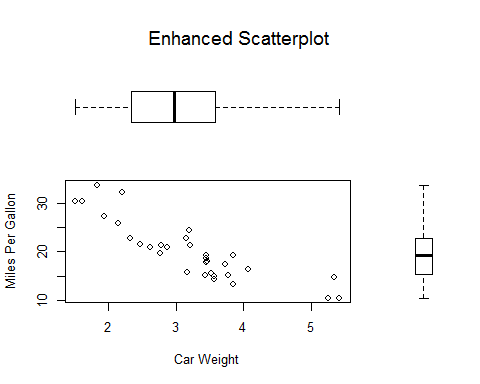 Enhanced Scatterplot
Miles Per Gallon
30
20
10
2 3 4 5
Car Weight